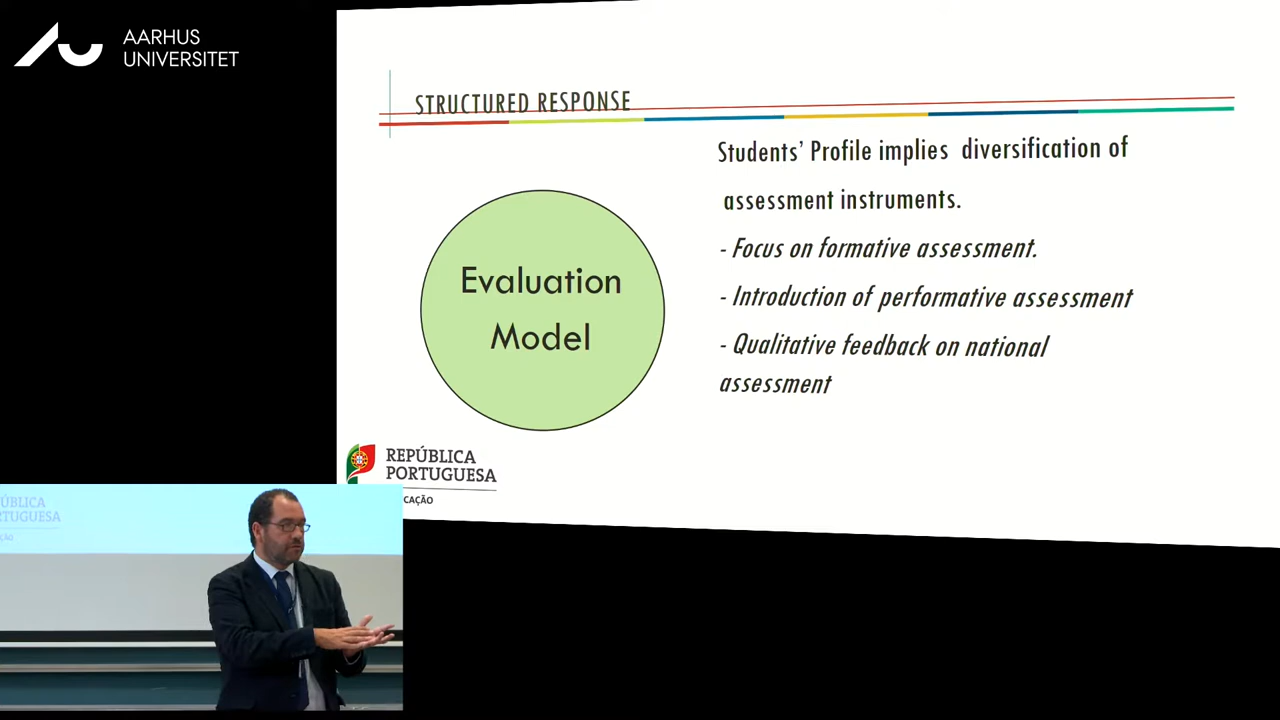 AARHUS
UNIVERSITET
STRUCTURED RESPONSE
Students' Profile implies diversification of
assessment instruments.
- Focus on formative assessment.
- Introduction of performative assessment
- Qualitative feedback on national
assessment
Evaluation
Model
REPÚBLICA
PORTUGUESA
CAÇÃO
ÚBLICA
RTUGUESA